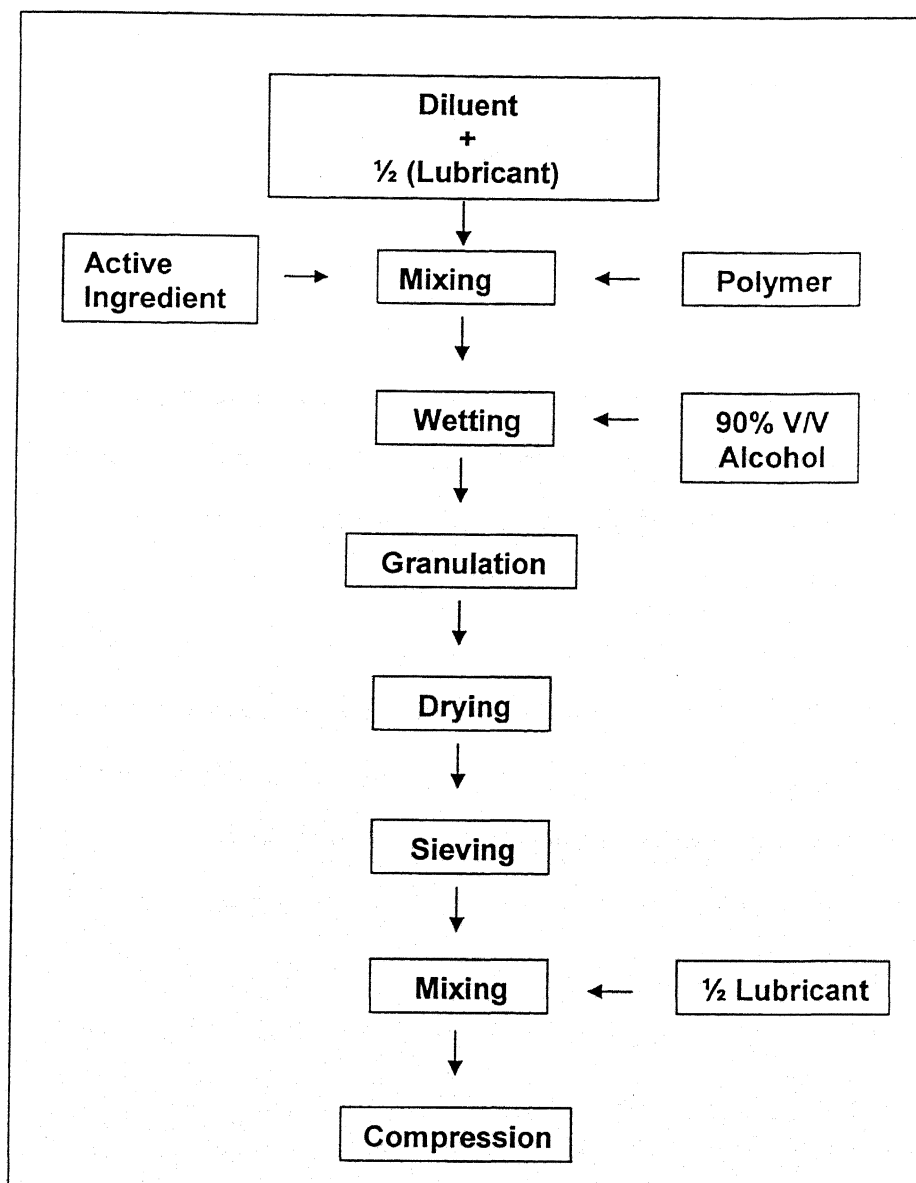 Diluent
+
½ (Lubricant)
Active
Ingredient
Mixing
Polymer
Wetting
90% V/V
Alcohol
Granulation
Drying
Sieving
Mixing
½ Lubricant
Compression